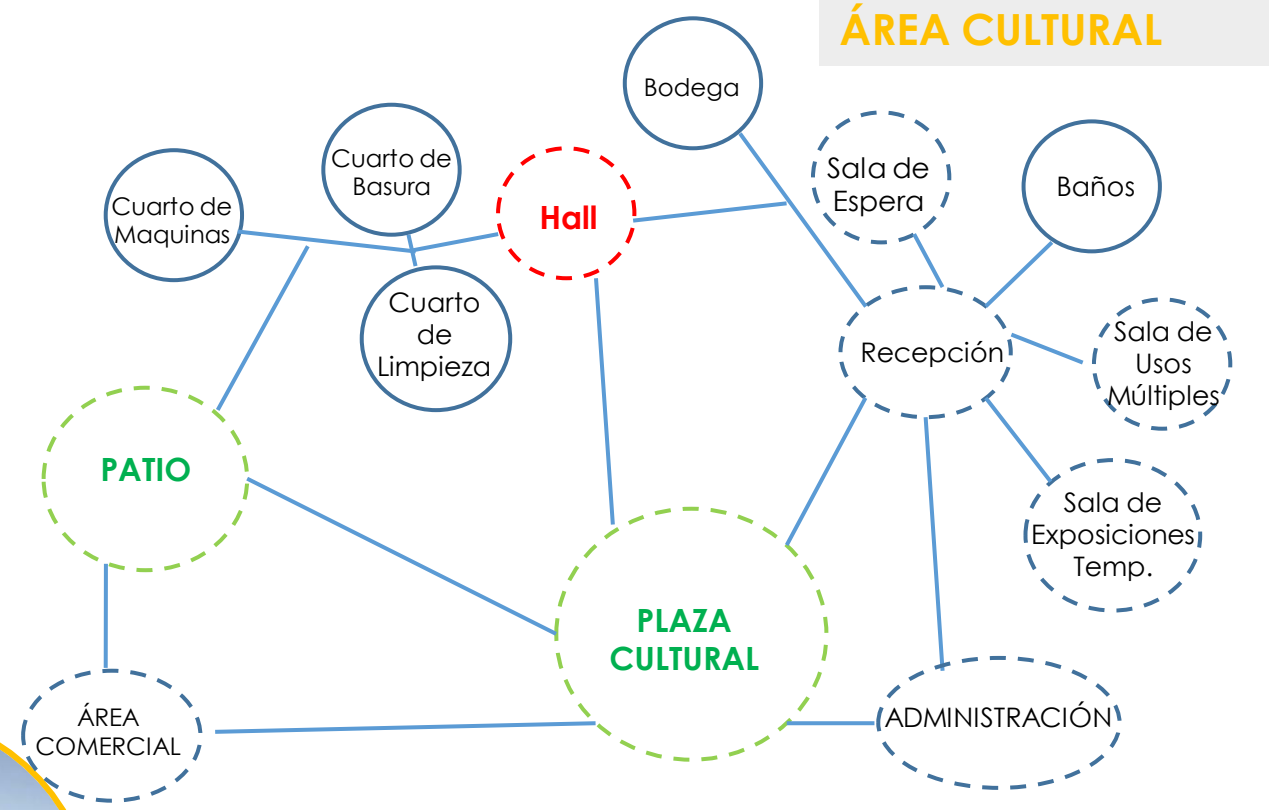 ÁREA CULTURAL
Bodega
Cuarto de
Basura
Sala de
Espera
Baños
Cuarto de
Maquinas
Hall
Cuarto
de
Limpieza
Recepción
Sala de
Usos
Múltiples
PATIO
Sala de
Exposiciones
Temp.
PLAZA
CULTURAL
ÁREA
COMERCIAL
ADMINISTRACIÓN